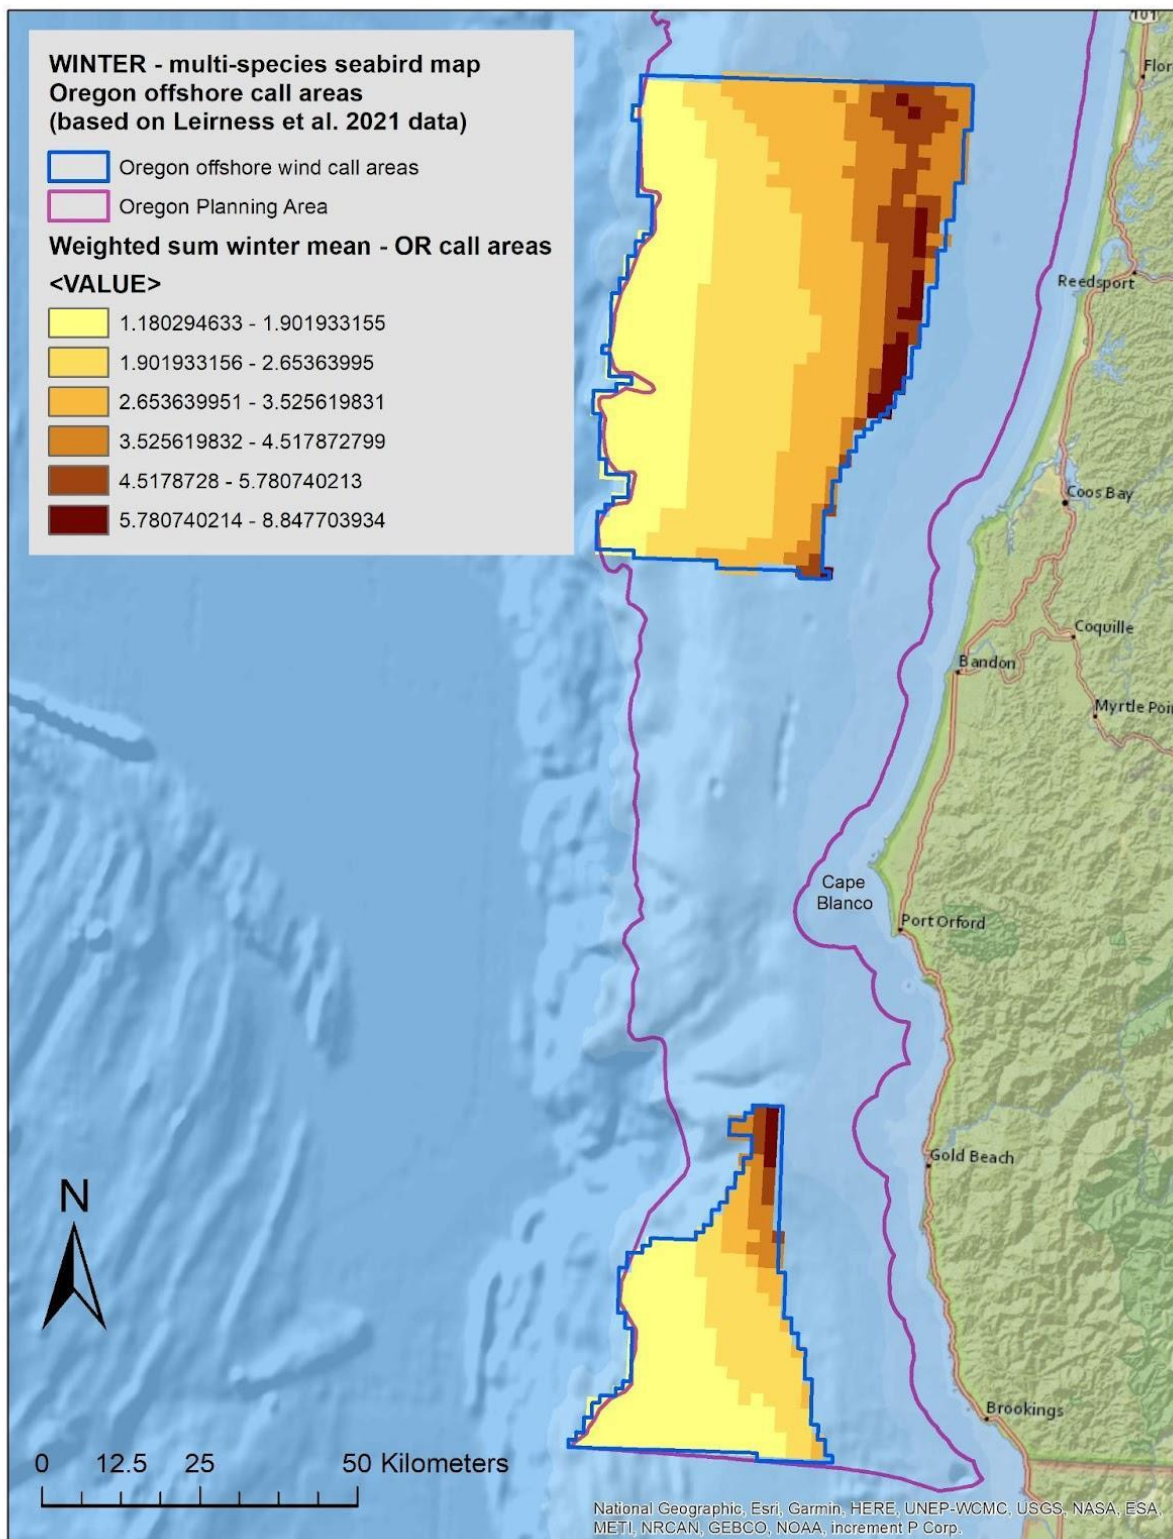 WINTER - multi-species seabird map
Oregon offshore call areas
(based on Leirness et al. 2021 data)
Oregon offshore wind call areas
Oregon Planning Area
Weighted sum winter mean - OR call areas
<VALUE>
1.180294633 - 1.901933155
1.901933156 - 2.65363995
2.653639951 - 3.525619831
3.525619832 - 4.517872799
4.5178728 - 5.780740213
5.780740214 - 8.847703934
101
Flor
Reedsport
Coos Bay
Coquille
Bandon
Myrtle Poin
Cape
Blanco
Port Orford
Gold Beach
Brookings
N
0 12.5 25 50 Kilometers
National Geographic, Esri, Garmin, HERE, UNEP-WCMC, USGS, NASA, ESA,
METI, NRCAN, GEBCO, NOAA, increment P Corp.